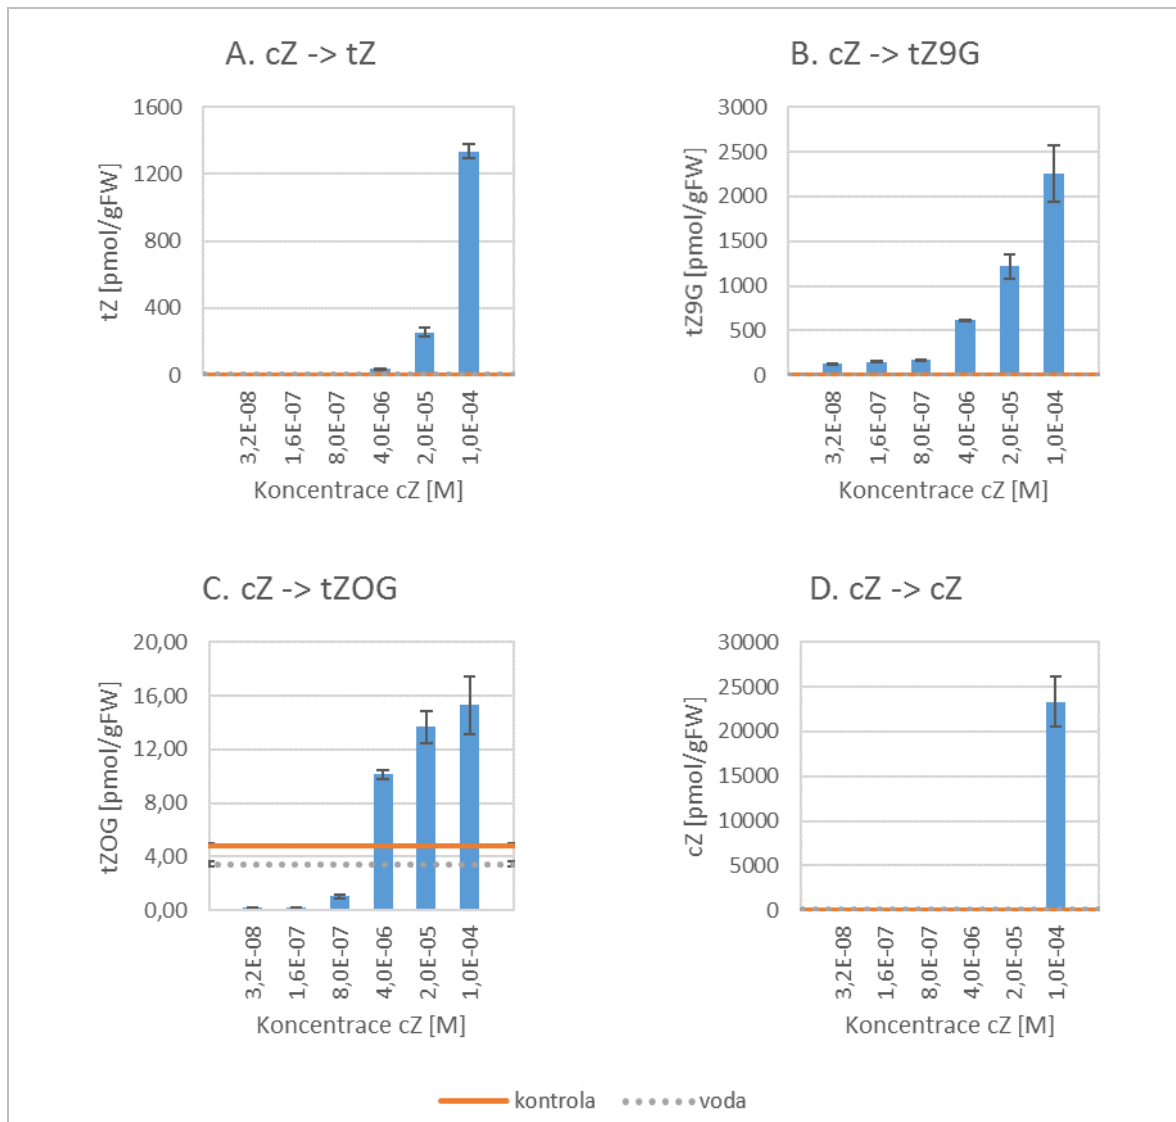 A. cZ -> tZ
tZ [pmol/gFW]
1600
1200
800
400
0
3,2E-08
1,6E-07
8,0E-07
4,0E-06
2,0E-05
1,0E-04
Koncentrace cZ [M]
B. cZ -> tZ9G
tZ9G [pmol/gFW]
3000
2500
2000
1500
1000
500
0
3,2E-08
1,6E-07
8,0E-07
4,0E-06
2,0E-05
1,0E-04
Koncentrace cZ [M]
C. cZ -> tZOG
tZOG [pmol/gFW]
20,00
16,00
12,00
8,00
4,00
0,00
3,2E-08
1,6E-07
8,0E-07
4,0E-06
2,0E-05
1,0E-04
Koncentrace cZ [M]
D. cZ -> cZ
cZ [pmol/gFW]
30000
25000
20000
15000
10000
5000
0
3,2E-08
1,6E-07
8,0E-07
4,0E-06
2,0E-05
1,0E-04
Koncentrace cZ [M]
kontrola
voda